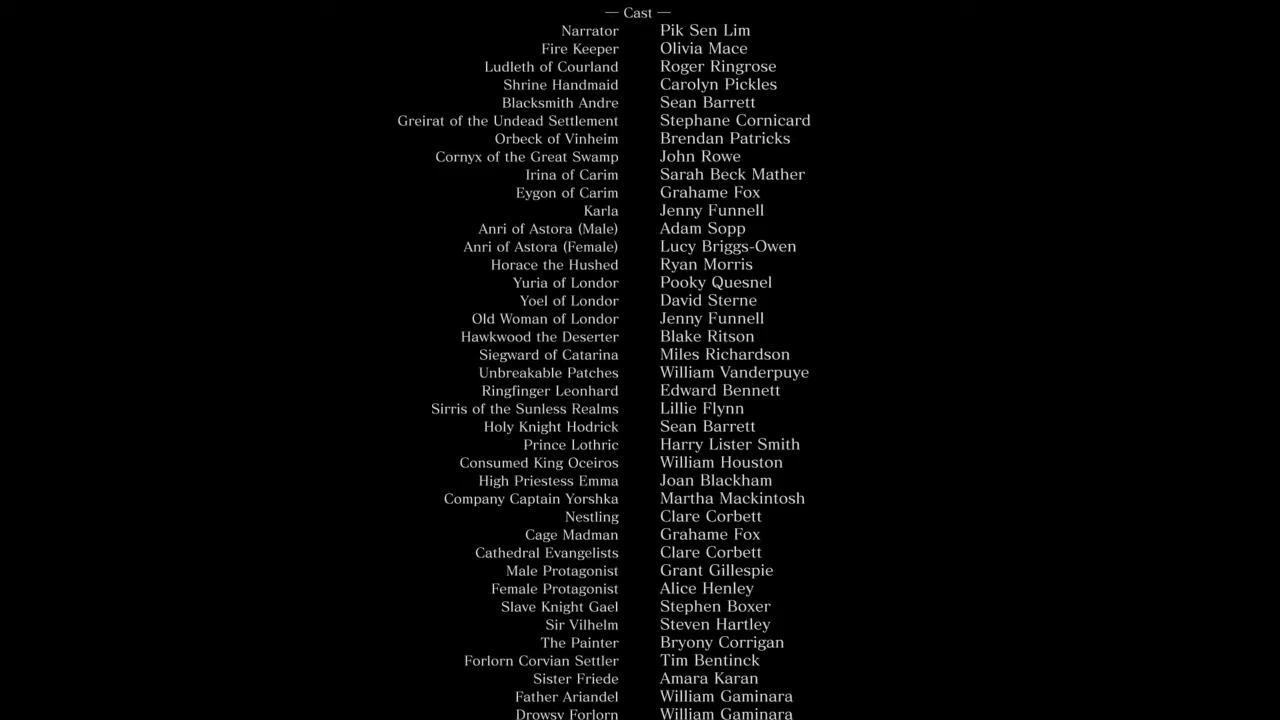 — Cast —
Narrator Pik Sen Lim
Fire Keeper Olivia Mace
Ludleth of Courland Roger Ringrose
Shrine Handmaid Carolyn Pickles
Blacksmith Andre Sean Barrett
Greirat of the Undead Settlement Stephane Cornicard
Orbeck of Vinheim Brendan Patricks
Cornyx of the Great Swamp John Rowe
Irina of Carim Sarah Beck Mather
Eygon of Carim Grahame Fox
Karla Jenny Funnell
Anri of Astora (Male) Adam Sopp
Anri of Astora (Female) Lucy Briggs-Owen
Horace the Hushed Ryan Morris
Yuria of Londor Pooky Quesnel
Yoel of Londor David Sterne
Old Woman of Londor Jenny Funnell
Hawkwood the Deserter Blake Ritson
Siegward of Catarina Miles Richardson
Unbreakable Patches William Vanderpuye
Ringfinger Leonhard Edward Bennett
Sirris of the Sunless Realms Lillie Flynn
Holy Knight Hodrick Sean Barrett
Prince Lothric Harry Lister Smith
Consumed King Oceiros William Houston
High Priestess Emma Joan Blackham
Company Captain Yorshka Martha Mackintosh
Nestling Clare Corbett
Cage Madman Grahame Fox
Cathedral Evangelists Clare Corbett
Male Protagonist Grant Gillespie
Female Protagonist Alice Henley
Slave Knight Gael Stephen Boxer
Sir Vilhelm Steven Hartley
The Painter Bryony Corrigan
Forlorn Corvian Settler Tim Bentinck
Sister Friede Amara Karan
Father Ariandel William Gaminara
Drowsy Forlorn William Gaminara